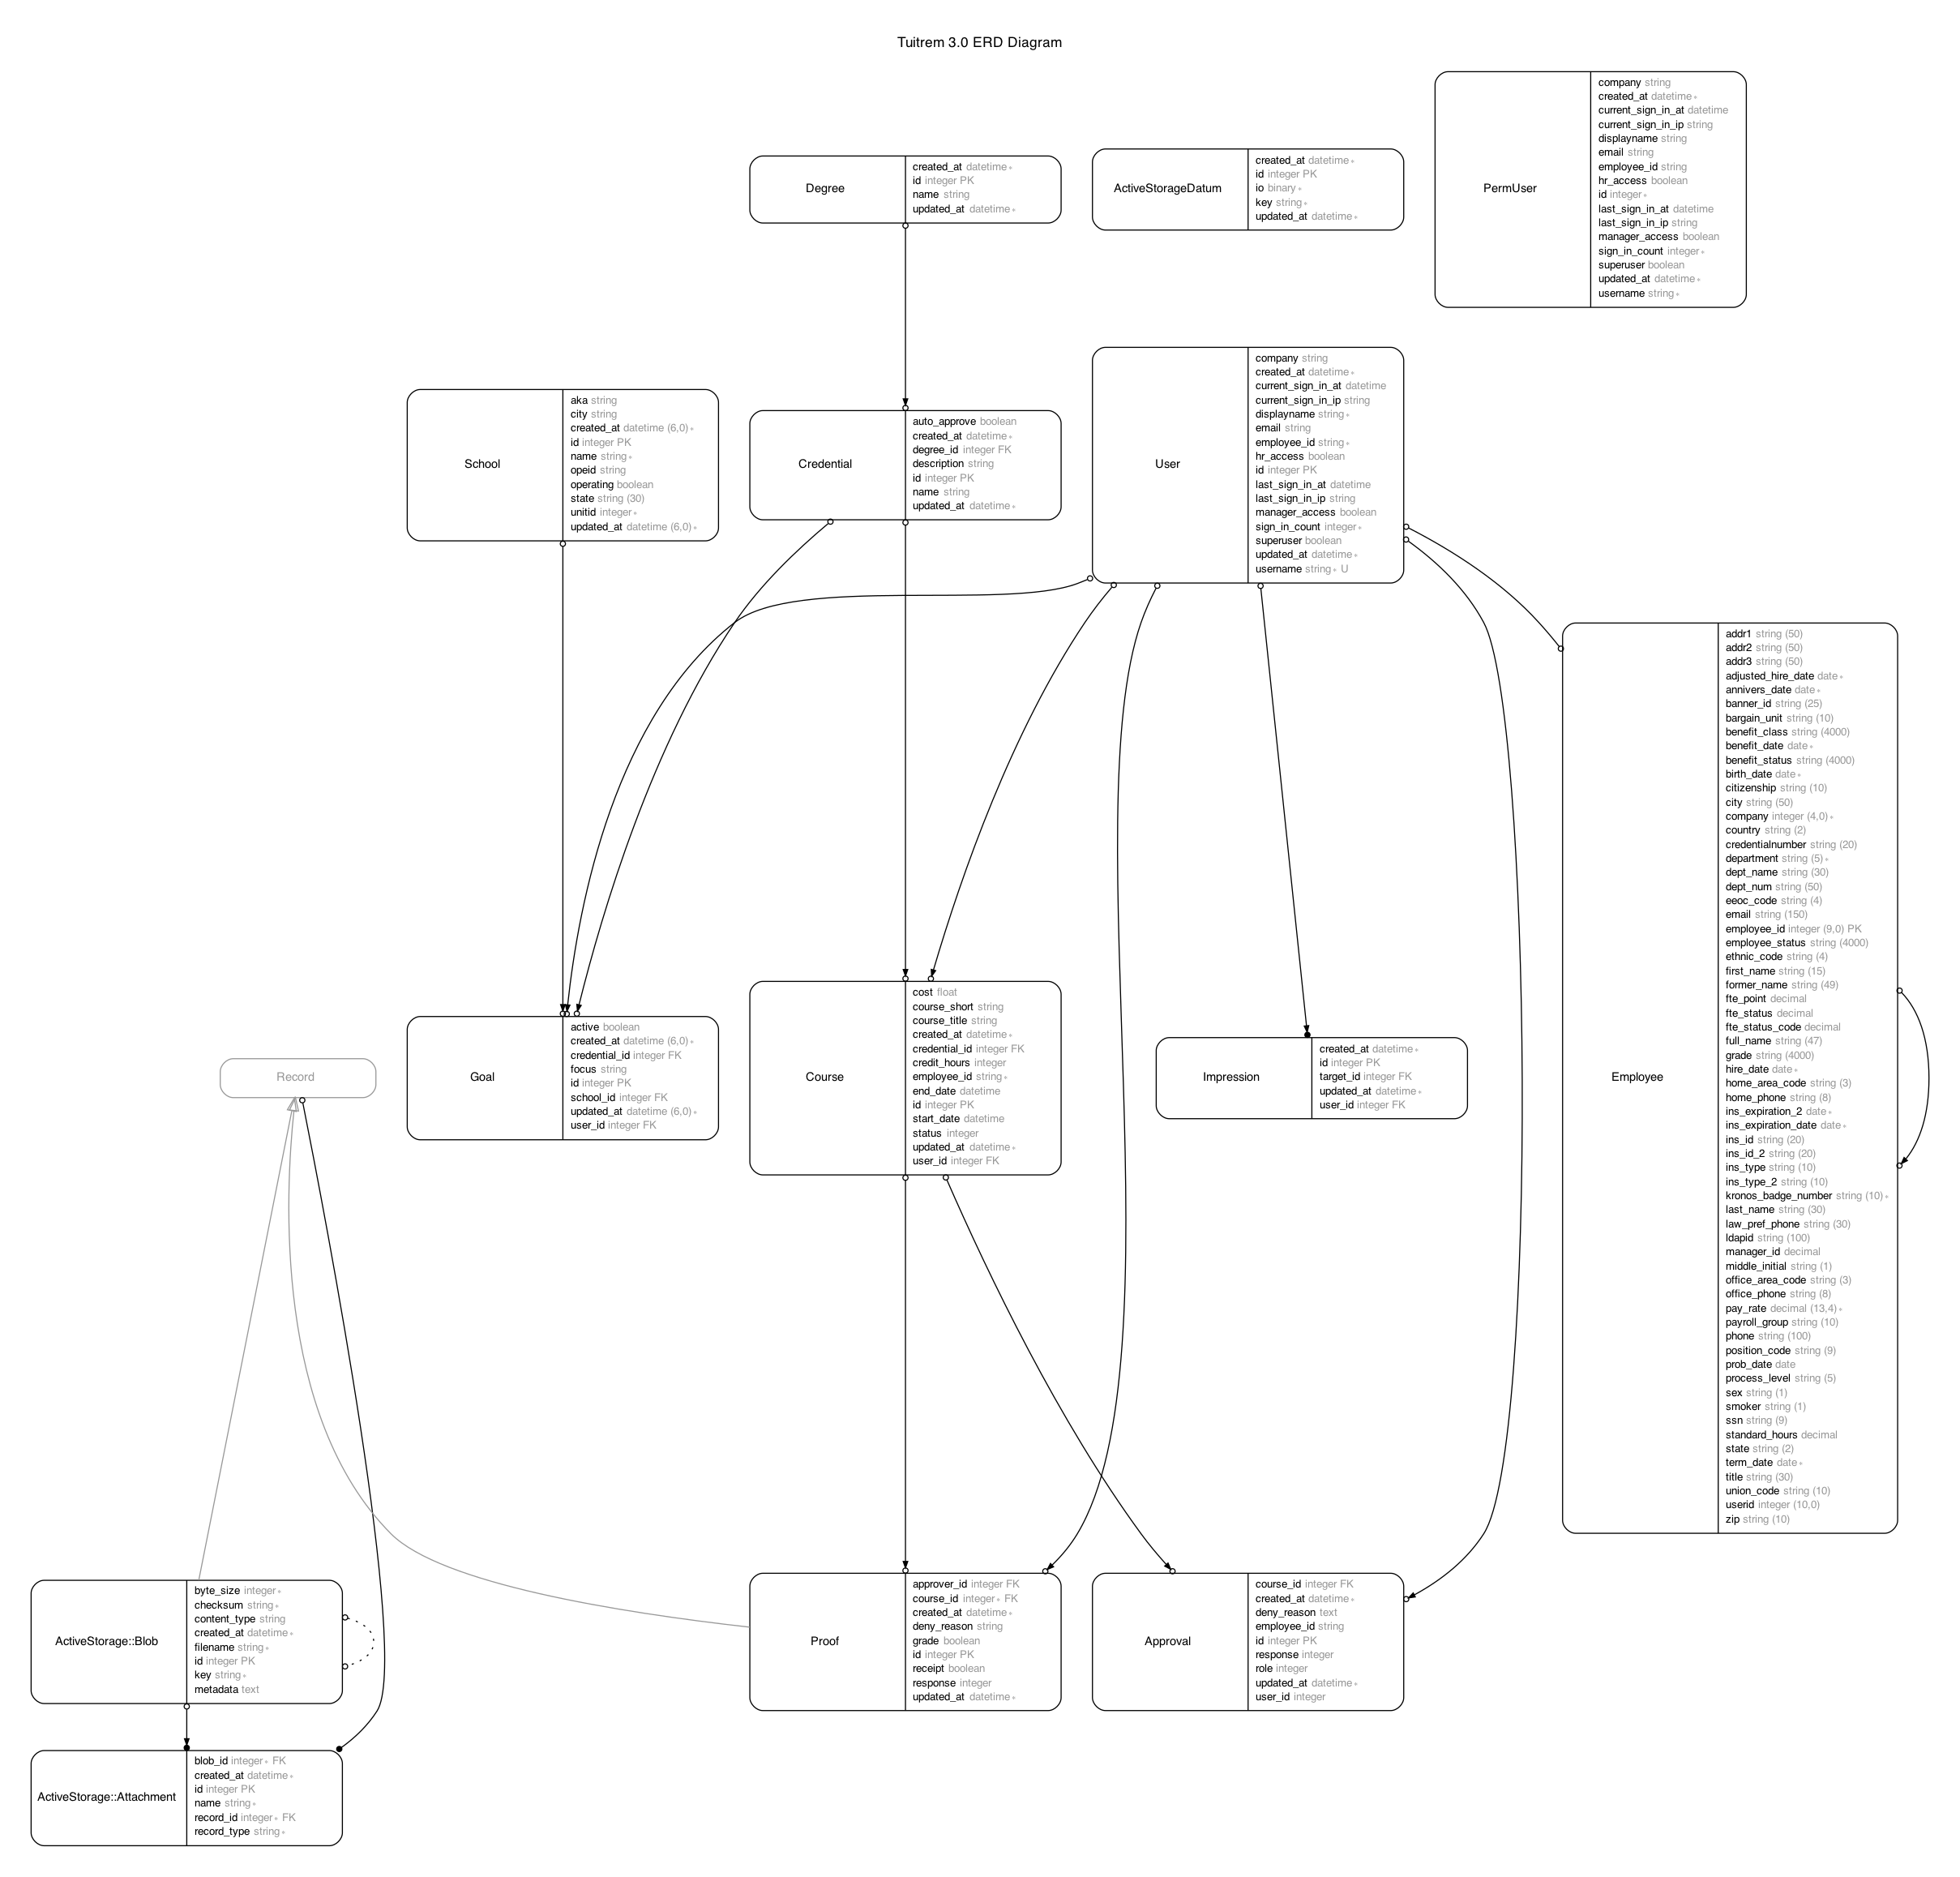 Tuitrem 3.0 ERD Diagram
PermUser
company string
created_at datetime ∗
current_sign_in_at datetime
current_sign_in_ip string
displayname string
email string
employee_id string
hr_access boolean
id integer ∗
last_sign_in_at datetime
last_sign_in_ip string
manager_access boolean
sign_in_count integer ∗
superuser boolean
updated_at datetime ∗
username string ∗
Degree
created_at datetime ∗
id integer PK
name string
updated_at datetime ∗
ActiveStorageDatum
created_at datetime ∗
id integer PK
io binary ∗
key string ∗
updated_at datetime ∗
School
aka string
city string
created_at datetime (6,0) ∗
id integer PK
name string ∗
opeid string
operating boolean
state string (30)
unitid integer ∗
updated_at datetime (6,0) ∗
Credential
auto_approve boolean
created_at datetime ∗
degree_id integer FK
description string
id integer PK
name string
updated_at datetime ∗
User
company string
created_at datetime ∗
current_sign_in_at datetime
current_sign_in_ip string
displayname string ∗
email string
employee_id string ∗
hr_access boolean
id integer PK
last_sign_in_at datetime
last_sign_in_ip string
manager_access boolean
sign_in_count integer ∗
superuser boolean
updated_at datetime ∗
username string ∗ U
Employee
addr1 string (50)
addr2 string (50)
addr3 string (50)
adjusted_hire_date date ∗
annivers_date date ∗
banner_id string (25)
bargain_unit string (10)
benefit_class string (4000)
benefit_date date ∗
benefit_status string (4000)
birth_date date ∗
citizenship string (10)
city string (50)
company integer (4,0) ∗
country string (2)
credentialnumber string (20)
department string (5) ∗
dept_name string (30)
dept_num string (50)
eeoc_code string (4)
email string (150)
employee_id integer (9,0) PK
employee_status string (4000)
ethnic_code string (4)
first_name string (15)
former_name string (49)
fte_point decimal
fte_status decimal
fte_status_code decimal
full_name string (47)
grade string (4000)
hire_date date ∗
home_area_code string (3)
home_phone string (8)
ins_expiration_2 date ∗
ins_expiration_date date ∗
ins_id string (20)
ins_id_2 string (20)
ins_type string (10)
ins_type_2 string (10)
kronos_badge_number string (10) ∗
last_name string (30)
law_pref_phone string (30)
ldapid string (100)
manager_id decimal
middle_initial string (1)
office_area_code string (3)
office_phone string (8)
pay_rate decimal (13,4) ∗
payroll_group string (10)
phone string (100)
position_code string (9)
prob_date date
process_level string (5)
sex string (1)
smoker string (1)
ssn string (9)
standard_hours decimal
state string (2)
term_date date ∗
title string (30)
union_code string (10)
userid integer (10,0)
zip string (10)
Record
Goal
active boolean
created_at datetime (6,0) ∗
credential_id integer FK
focus string
id integer PK
school_id integer FK
updated_at datetime (6,0) ∗
user_id integer FK
Course
cost float
course_short string
course_title string
created_at datetime ∗
credential_id integer FK
credit_hours integer
employee_id string ∗
end_date datetime
id integer PK
start_date datetime
status integer
updated_at datetime ∗
user_id integer FK
Impression
created_at datetime ∗
id integer PK
target_id integer FK
updated_at datetime ∗
user_id integer FK
ActiveStorage::Blob
byte_size integer ∗
checksum string ∗
content_type string
created_at datetime ∗
filename string ∗
id integer PK
key string ∗
metadata text
Proof
approver_id integer FK
course_id integer ∗ FK
created_at datetime ∗
deny_reason string
grade boolean
id integer PK
receipt boolean
response integer
updated_at datetime ∗
Approval
course_id integer FK
created_at datetime ∗
deny_reason text
employee_id string
id integer PK
response integer
role integer
updated_at datetime ∗
user_id integer
ActiveStorage::Attachment
blob_id integer ∗ FK
created_at datetime ∗
id integer PK
name string ∗
record_id integer ∗ FK
record_type string ∗